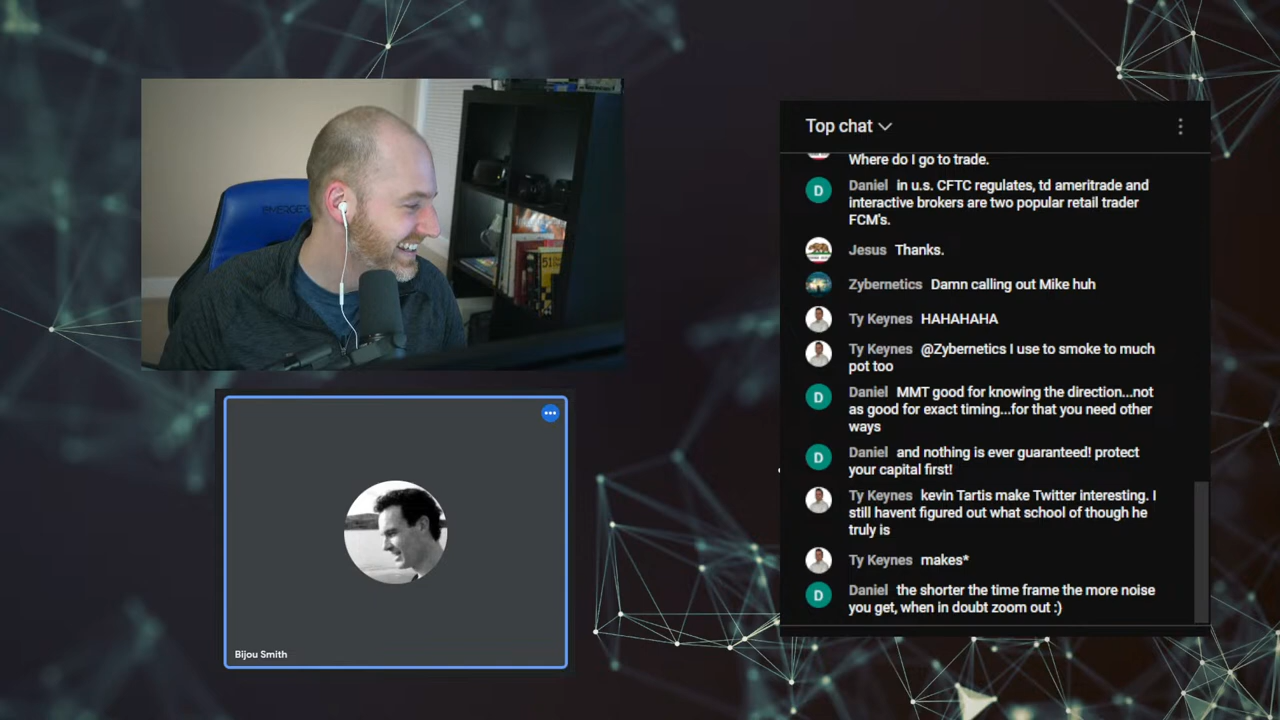 Top chat
Where do I go to trade.
Daniel in u.s. CFTC regulates, td ameritrade and
interactive brokers are two popular retail trader
FCM's.
Jesus Thanks.
Zybernetics Damn calling out Mike huh
Ty Keynes HAHAHAHA
Ty Keynes @Zybernetics I use to smoke to much
pot too
Daniel MMT good for knowing the direction...not
as good for exact timing...for that you need other
ways
Daniel and nothing is ever guaranteed! protect
your capital first!
Ty Keynes kevin Tartis make Twitter interesting. I
still havent figured out what school of though he
truly is
Ty Keynes makes*
Daniel the shorter the time frame the more noise
you get, when in doubt zoom out :)
D
D
D
D
51
Bijou Smith